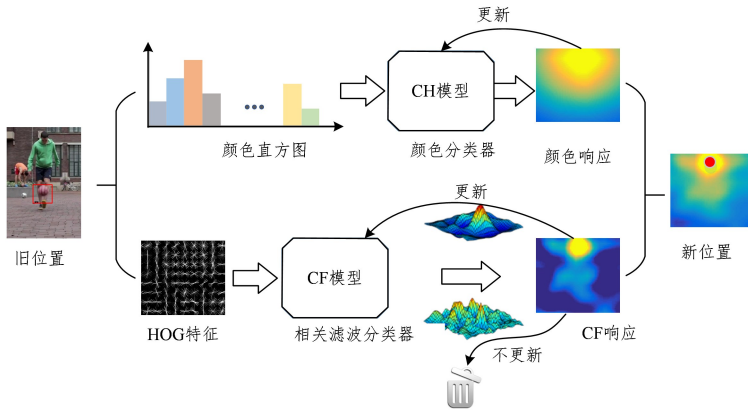 更新
CH模型
颜色直方图
颜色分类器
颜色响应
更新
旧位置
新位置
CF模型
HOG特征
相关滤波分类器
CF响应
不更新